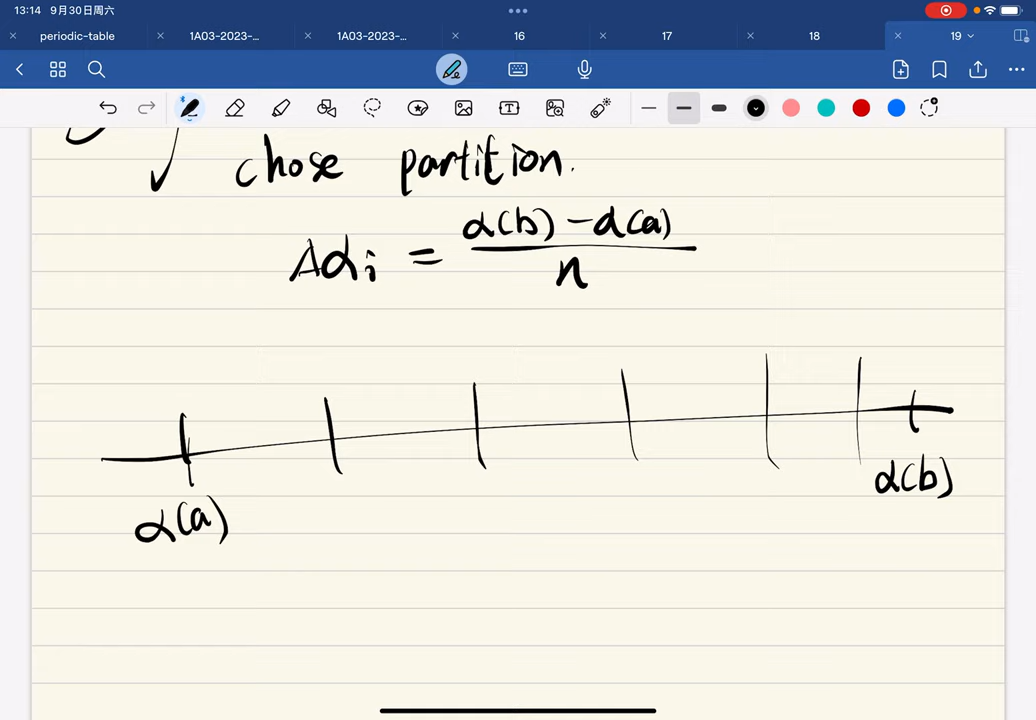 13:14 9月30日周六
periodic-table 1A03-2023-... 1A03-2023-... 16 17 18 19
chose partition.
Δαi = α(b) - α(a) / n
α(a) α(b)